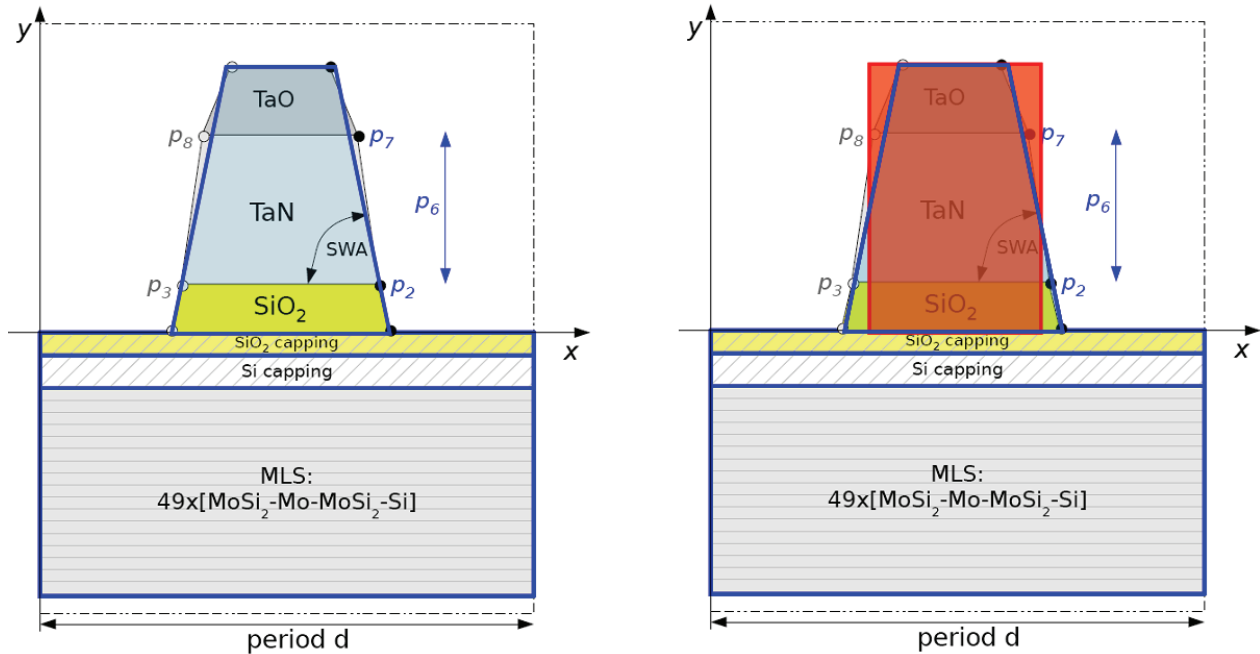 y
TaO
p8
p7
TaN
p6
SWA
p3
p2
SiO2
SiO2 capping
x
Si capping
MLS:
49x[MoSi2-Mo-MoSi2-Si]
period d
y
TaO
p8
p7
TaN
p6
SWA
p3
p2
SiO2
SiO2 capping
x
Si capping
MLS:
49x[MoSi2-Mo-MoSi2-Si]
period d